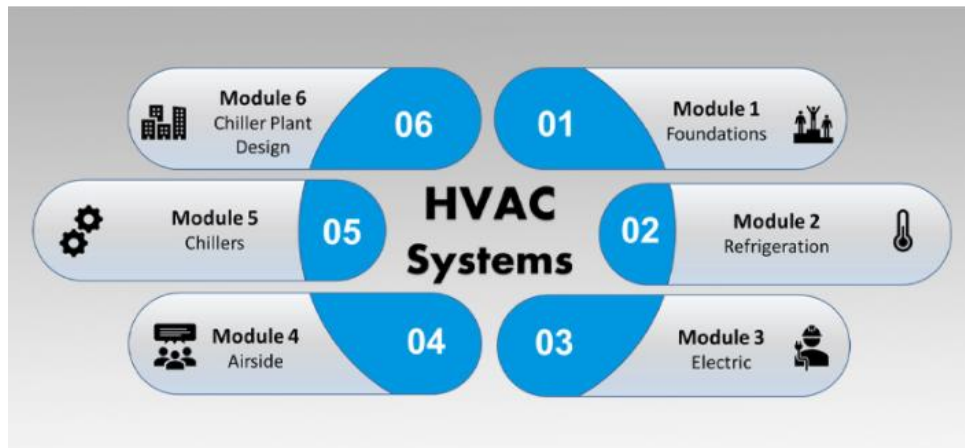 HVAC
Systems
01
Module 1
Foundations
02
Module 2
Refrigeration
03
Module 3
Electric
04
Module 4
Airside
05
Module 5
Chillers
06
Module 6
Chiller Plant
Design